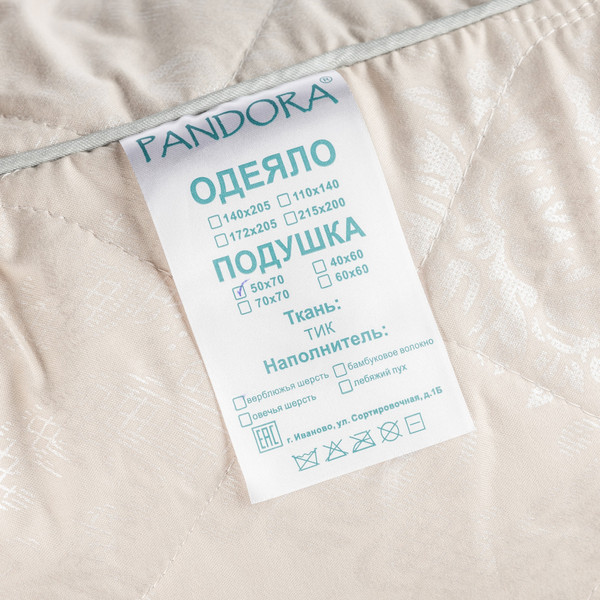 PANDORA®
ОДЕЯЛО
140х205 110х140
172х205 215х200
ПОДУШКА
50х70 40х60
70х70 60х60
Ткань:
ТИК
Наполнитель:
верблюжья шерсть бамбуковое волокно
овечья шерсть лебяжий пух
EAC г. Иваново, ул. Сортировочная, д.1Б